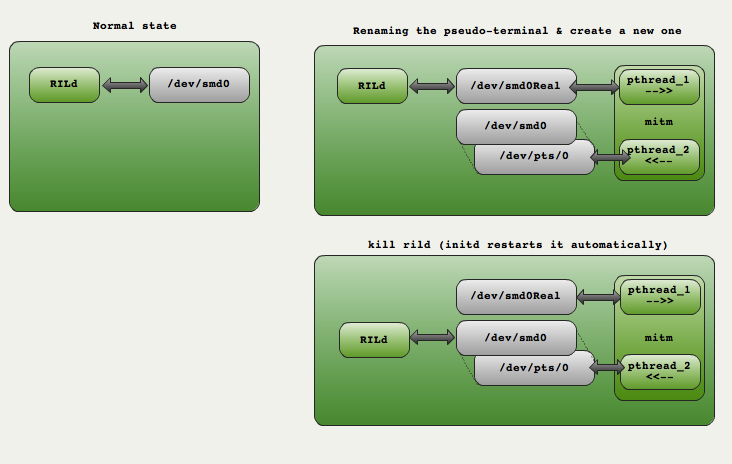 Normal state
RILd
/dev/smd0
Renaming the pseudo-terminal & create a new one
RILd
/dev/smd0Real
pthread_1
-->>
/dev/smd0
mitm
/dev/pts/0
pthread_2
<<--
kill rild (initd restarts it automatically)
/dev/smd0Real
pthread_1
-->>
RILd
/dev/smd0
mitm
/dev/pts/0
pthread_2
<<--